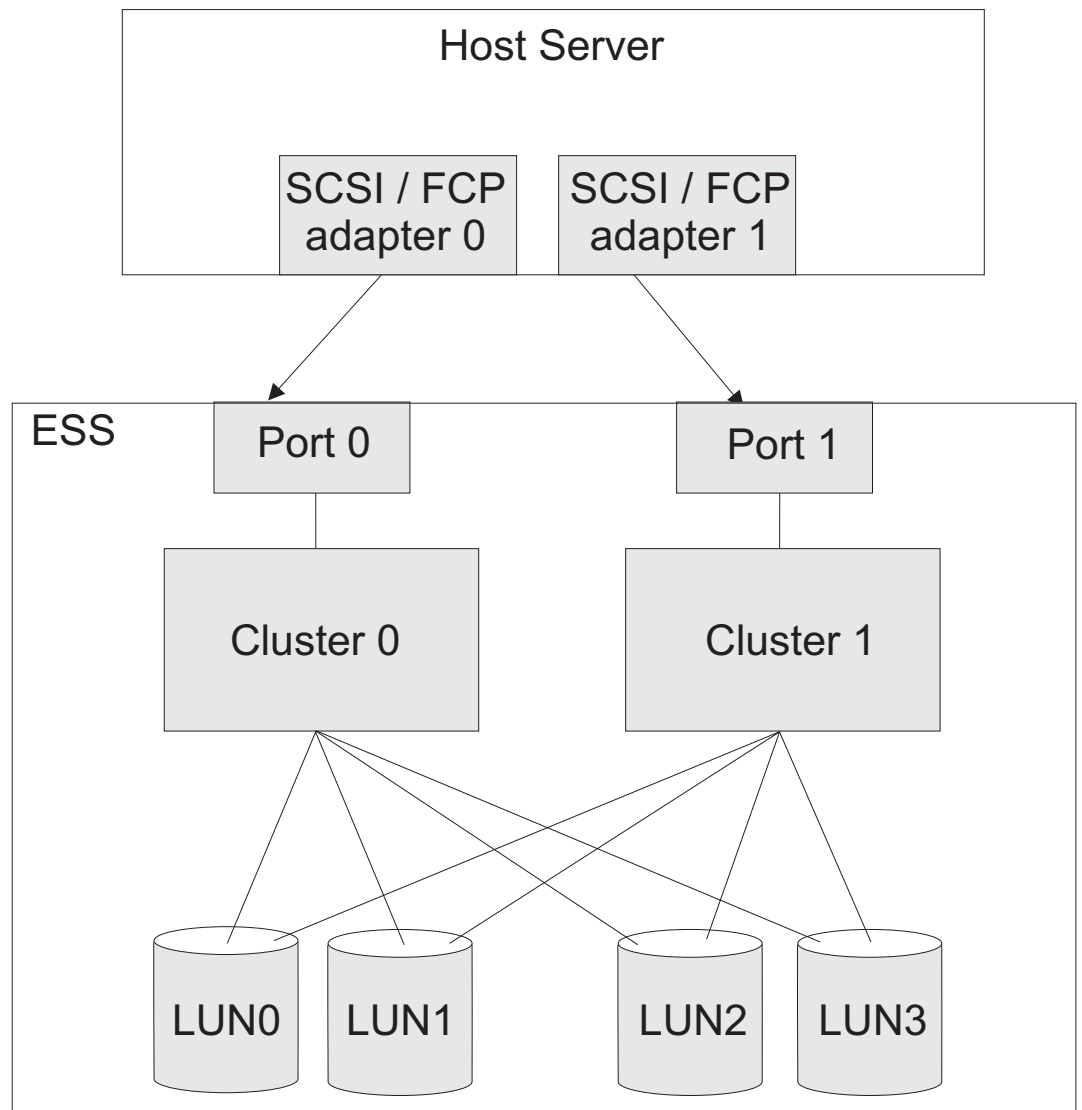 Host Server
SCSI / FCP
adapter 0
SCSI / FCP
adapter 1
ESS
Port 0
Port 1
Cluster 0
Cluster 1
LUN0
LUN1
LUN2
LUN3